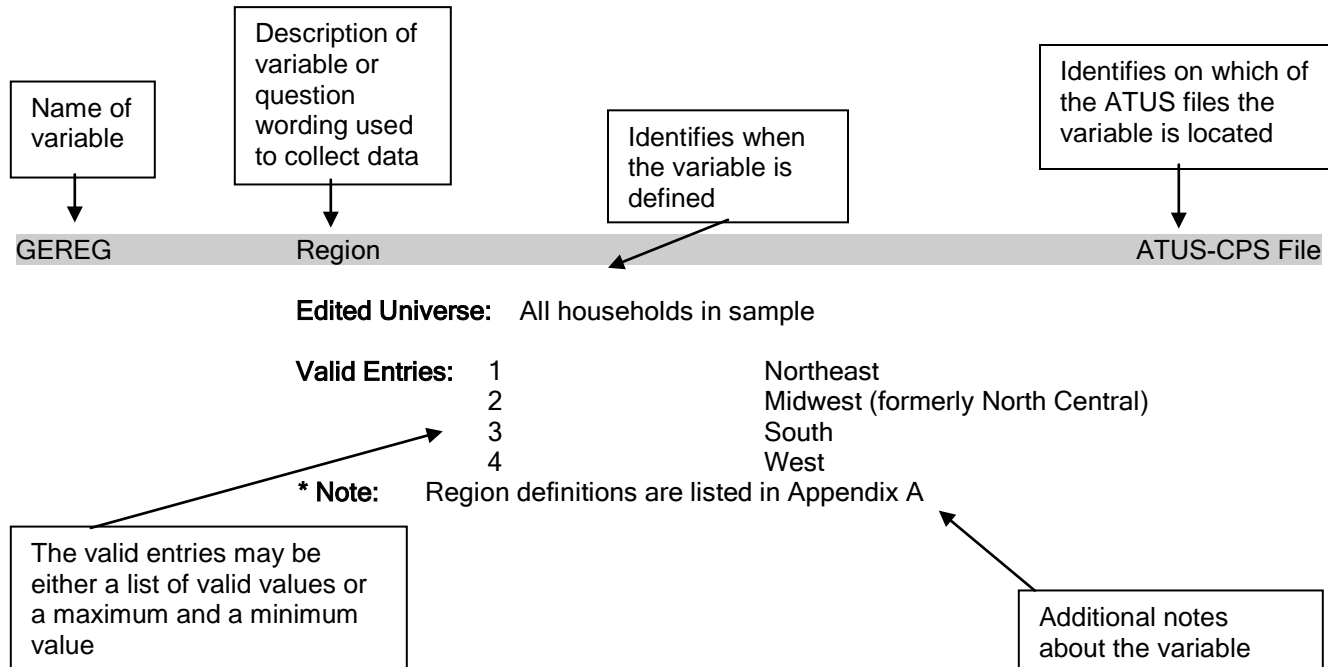 Name of
variable
Description of
variable or
question
wording used
to collect data
Identifies when
the variable is
defined
Identifies on which of
the ATUS files the
variable is located
GEREG Region ATUS-CPS File
Edited Universe: All households in sample
Valid Entries: 1 Northeast
2 Midwest (formerly North Central)
3 South
4 West
* Note: Region definitions are listed in Appendix A
The valid entries may be
either a list of valid values or
a maximum and a minimum
value
Additional notes
about the variable